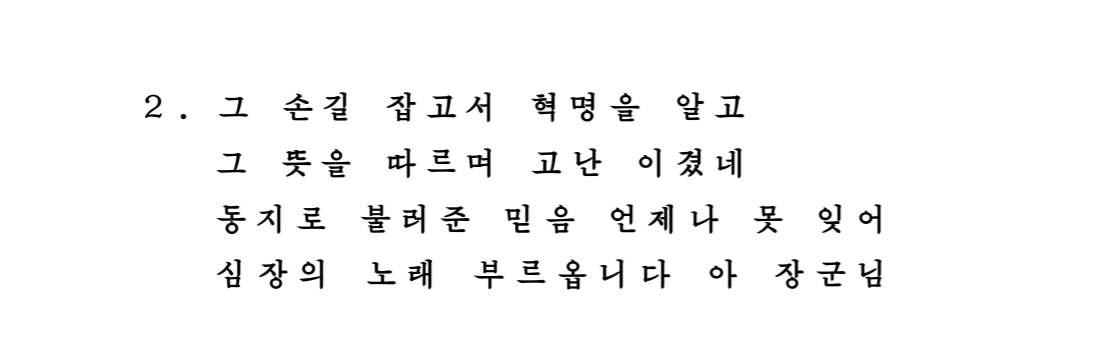 2. 그 손길 잡고서 혁명을 알고
그 뜻을 따르며 고난 이겼네
동지로 불러준 믿음 언제나 못 잊어
심장의 노래 부르옵니다 아 장군님